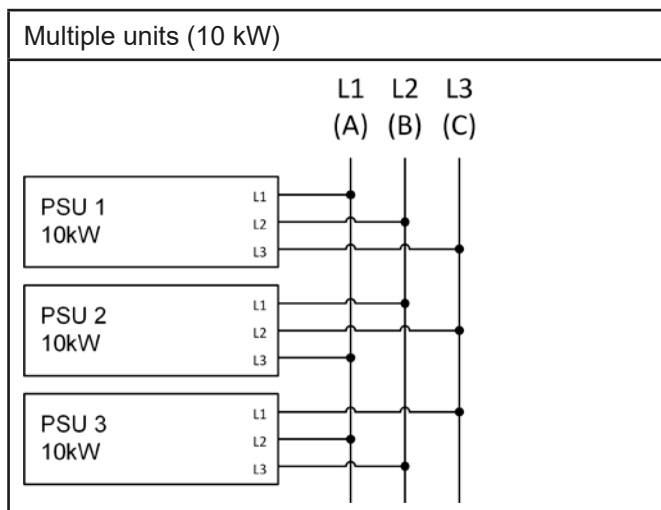 Multiple units (10 kW)
L1 L2 L3
(A) (B) (C)
PSU 1
10kW
L1
L2
L3
PSU 2
10kW
L1
L2
L3
PSU 3
10kW
L1
L2
L3